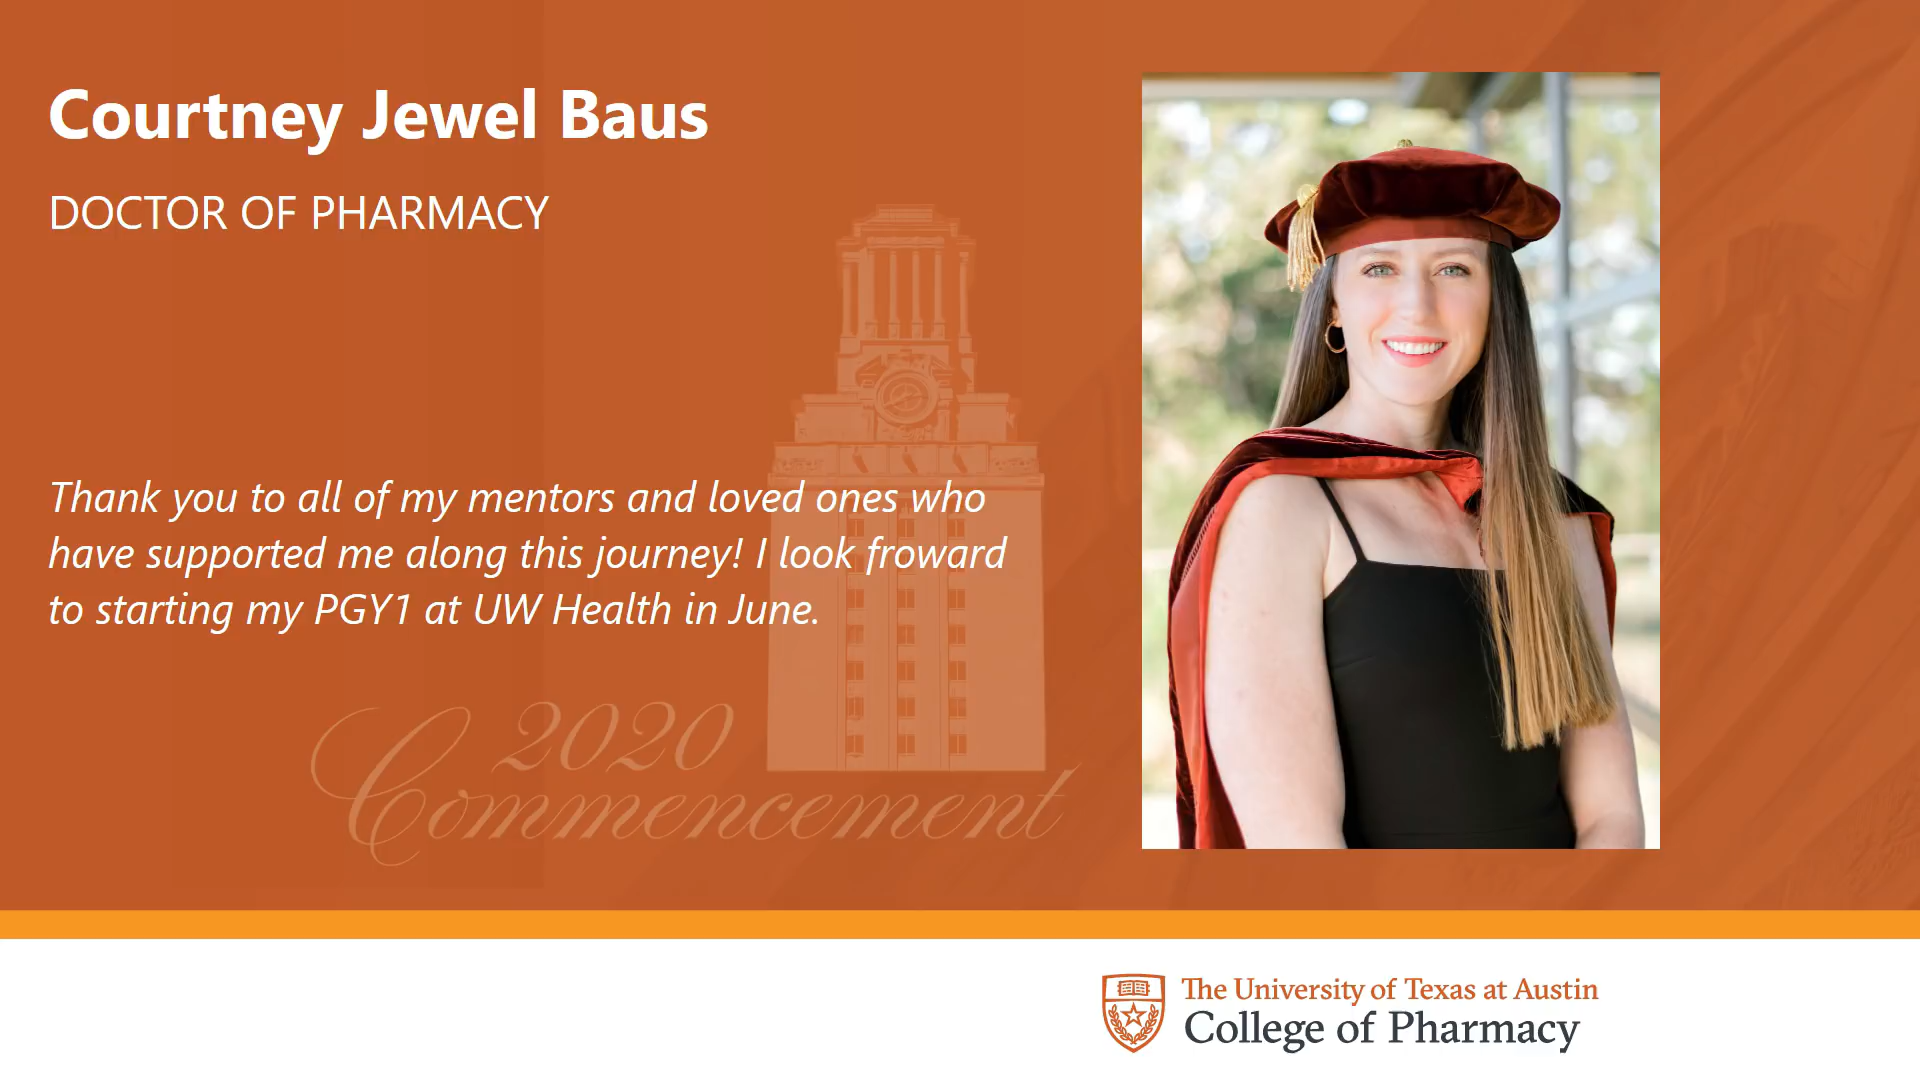 Courtney Jewel Baus
DOCTOR OF PHARMACY
Thank you to all of my mentors and loved ones who
have supported me along this journey! I look froward
to starting my PGY1 at UW Health in June.
2020
Commencement
The University of Texas at Austin
College of Pharmacy